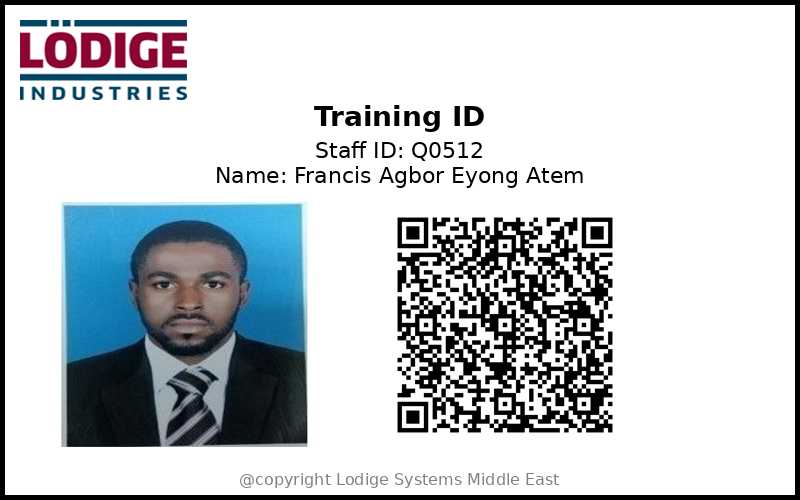 LÖDIGE
INDUSTRIES
Training ID
Staff ID: Q0512
Name: Francis Agbor Eyong Atem
@copyright Lodige Systems Middle East